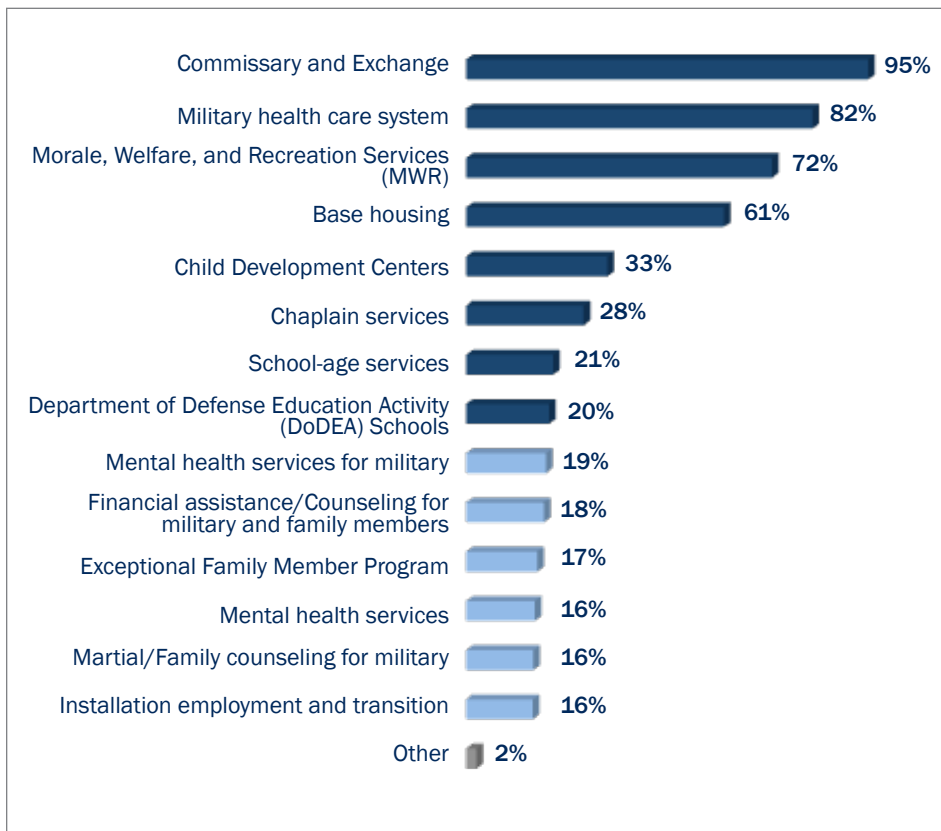 Commissary and Exchange 95%
Military health care system 82%
Morale, Welfare, and Recreation Services
(MWR) 72%
Base housing 61%
Child Development Centers 33%
Chaplain services 28%
School-age services 21%
Department of Defense Education Activity
(DoDEA) Schools 20%
Mental health services for military 19%
Financial assistance/Counseling for
military and family members 18%
Exceptional Family Member Program 17%
Mental health services 16%
Martial/Family counseling for military 16%
Installation employment and transition 16%
Other 2%